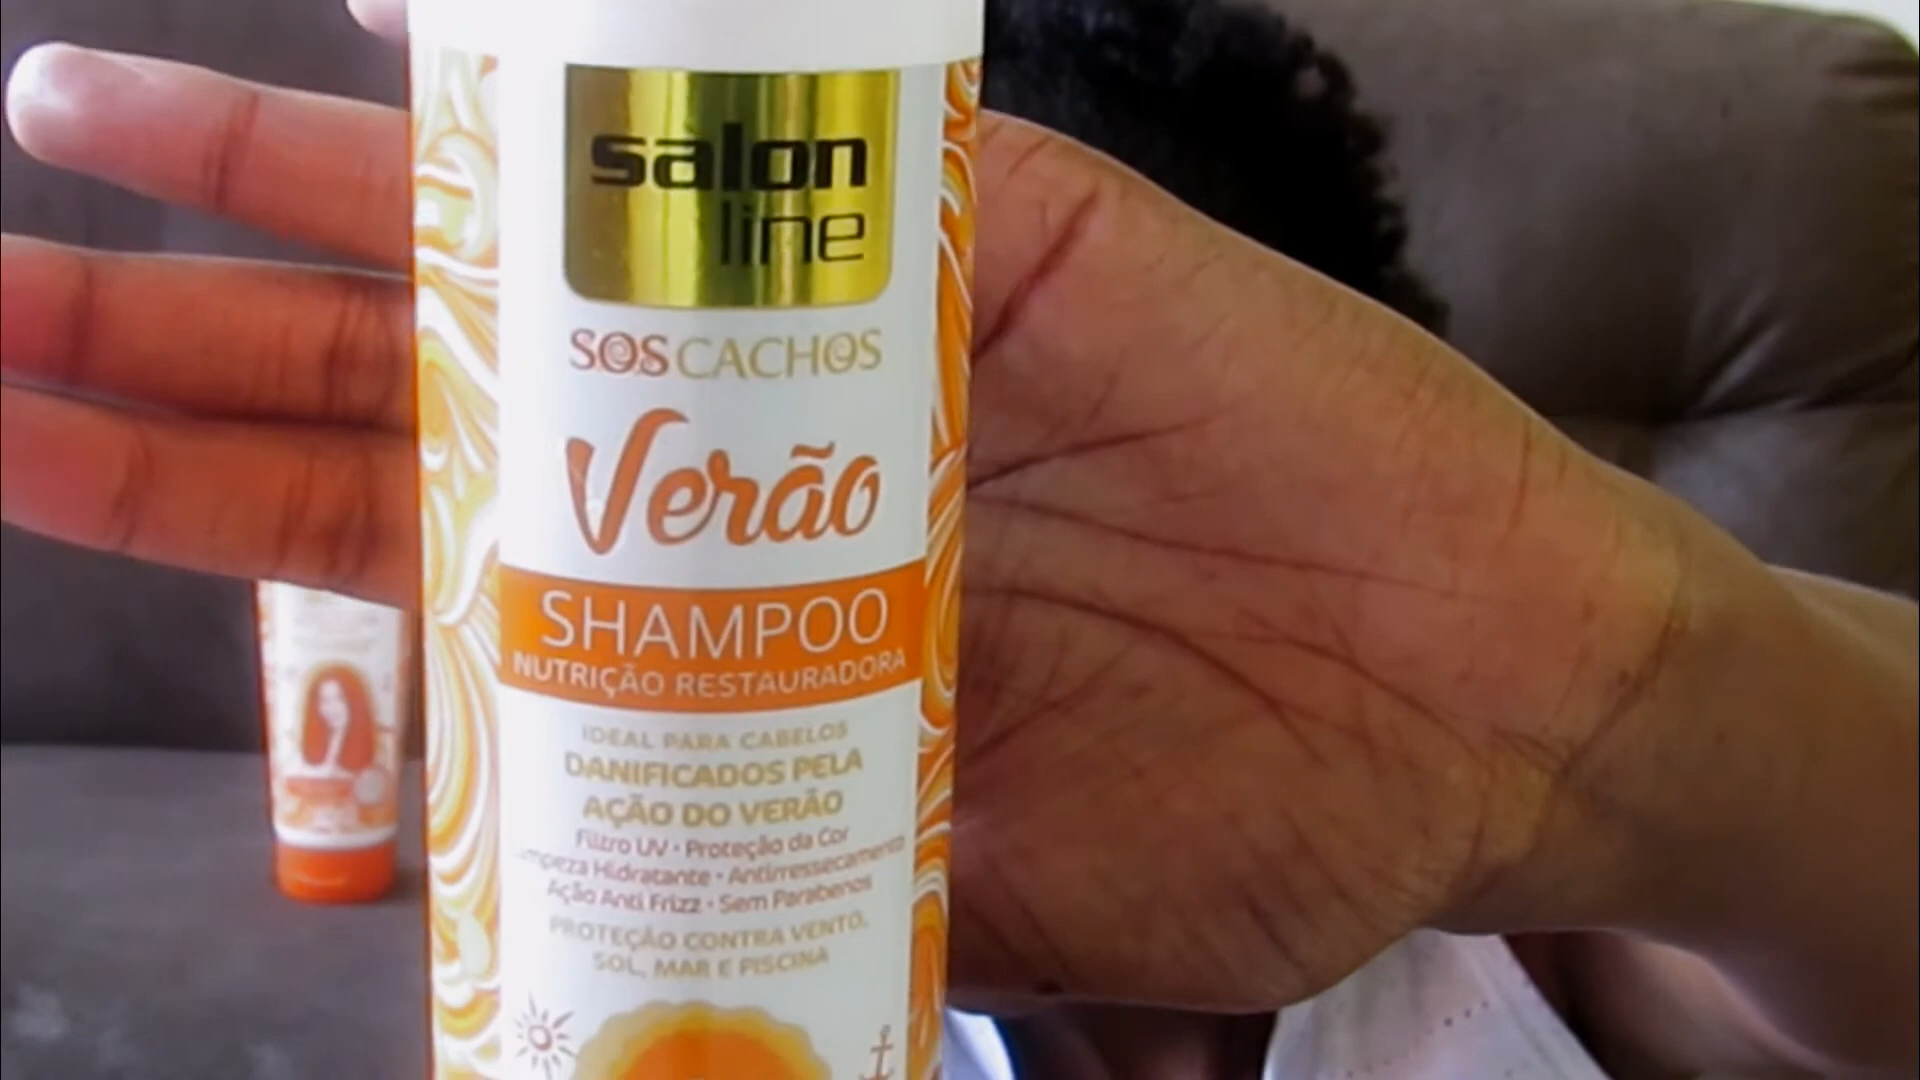 salon
line
SOS CACHOS
Verão
SHAMPOO
NUTRIÇÃO RESTAURADORA
IDEAL PARA CABELOS
DANIFICADOS PELA
AÇÃO DO VERÃO
Filtro UV • Proteção da Cor
Limpeza Hidratante • Antirressecamento
Ação Anti Frizz • Sem Parabenos
PROTEÇÃO CONTRA VENTO,
SOL, MAR E PISCINA